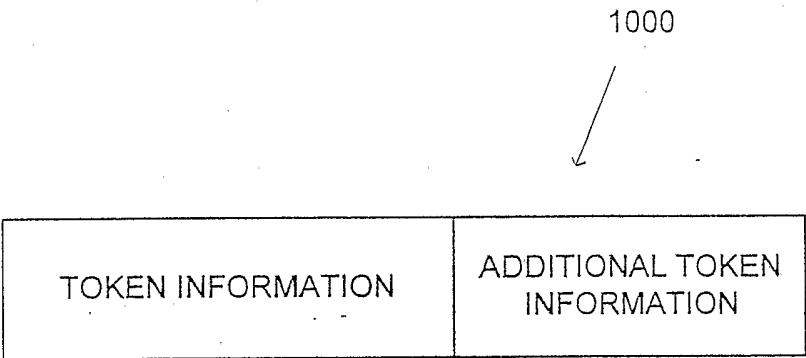 1000
TOKEN INFORMATION
ADDITIONAL TOKEN
INFORMATION